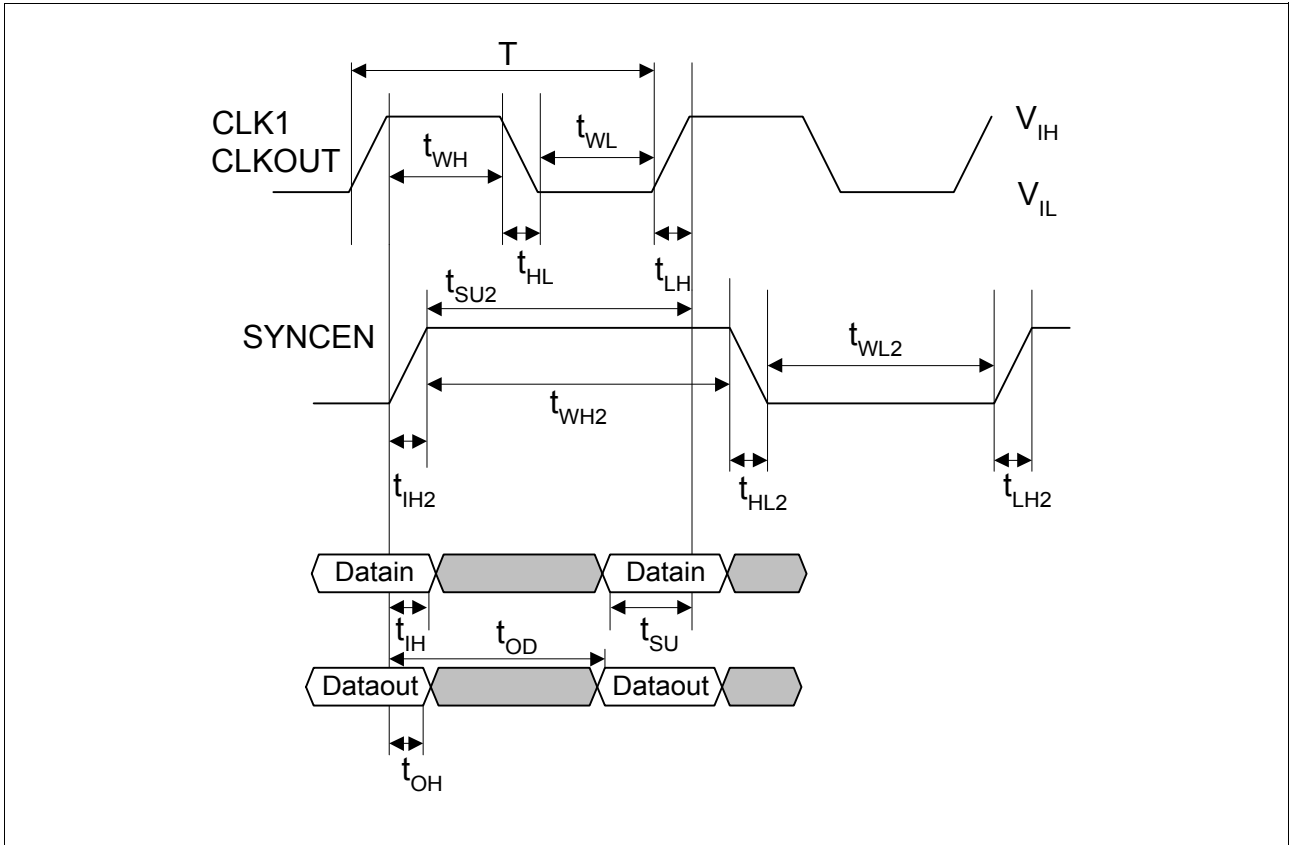 T
CLK1
CLKOUT
tWH
tWL
VIH
VIL
tHL
tLH
tSU2
SYNCEN
tWL2
tWH2
tIH2
tHL2
tLH2
Datain
Datain
tIH
tOD
tSU
Dataout
Dataout
tOH